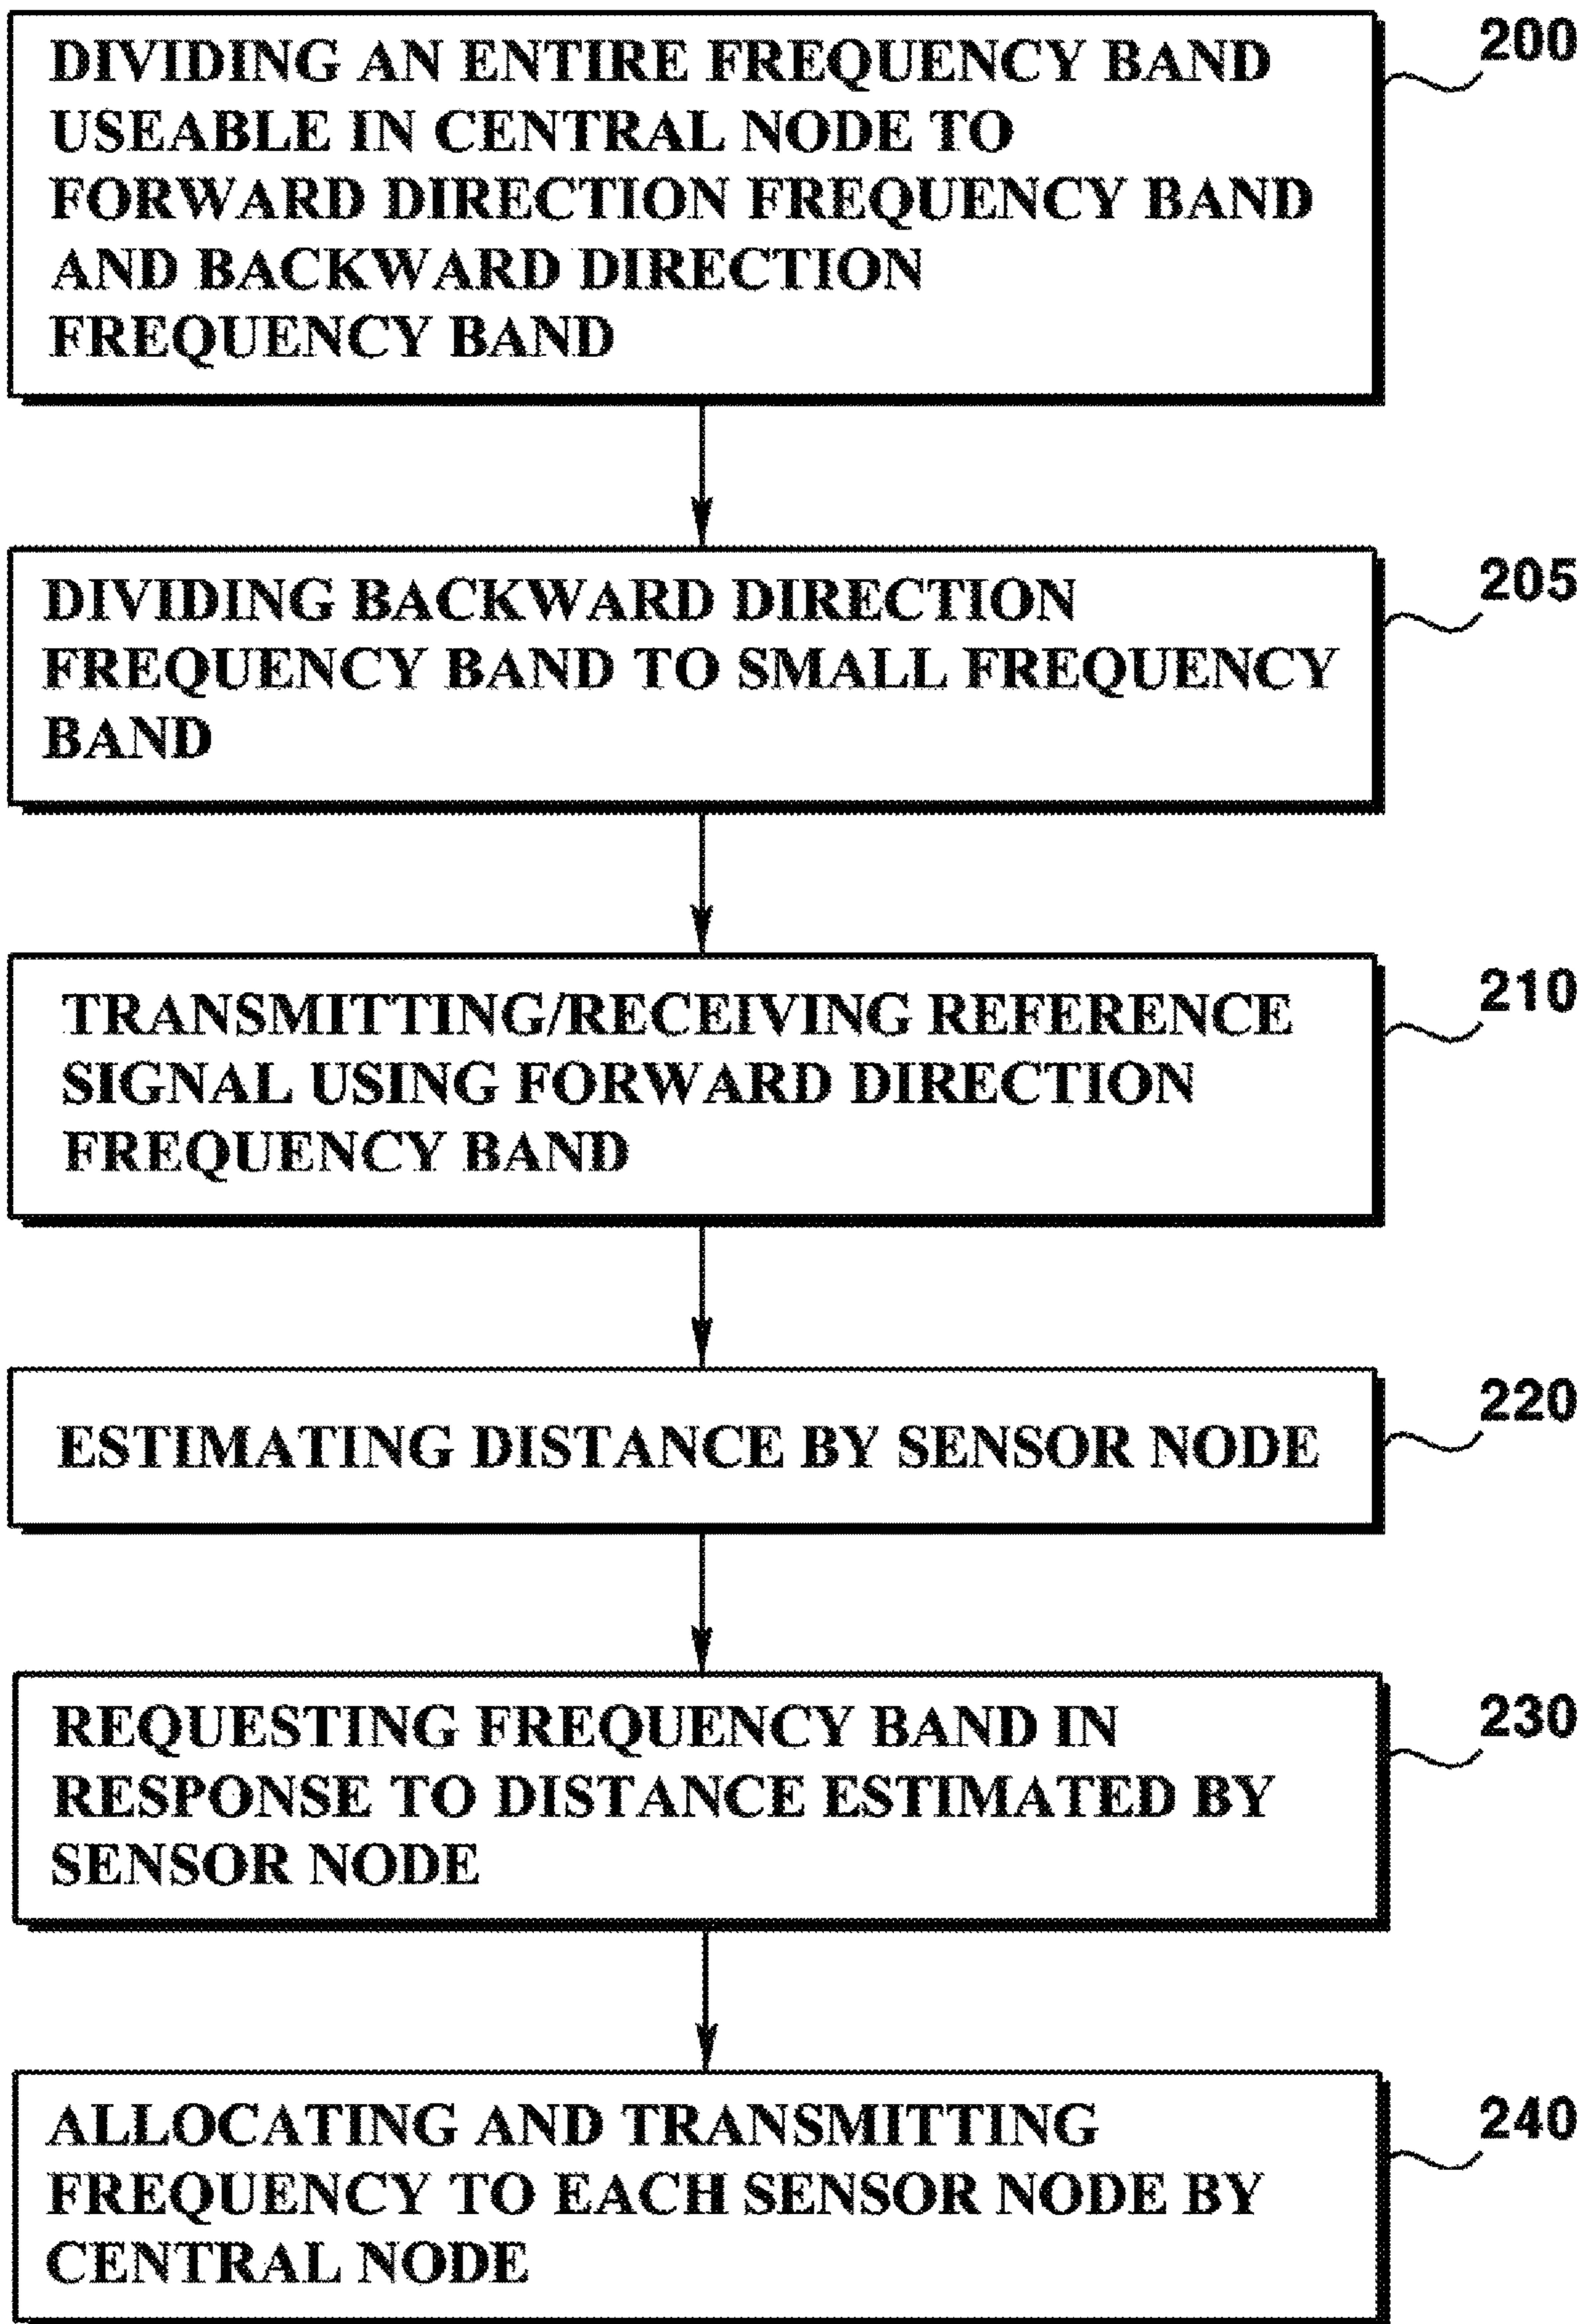 DIVIDING AN ENTIRE FREQUENCY BAND
USEABLE IN CENTRAL NODE TO
FORWARD DIRECTION FREQUENCY BAND
AND BACKWARD DIRECTION
FREQUENCY BAND
200
DIVIDING BACKWARD DIRECTION
FREQUENCY BAND TO SMALL FREQUENCY
BAND
205
TRANSMITTING/RECEIVING REFERENCE
SIGNAL USING FORWARD DIRECTION
FREQUENCY BAND
210
ESTIMATING DISTANCE BY SENSOR NODE
220
REQUESTING FREQUENCY BAND IN
RESPONSE TO DISTANCE ESTIMATED BY
SENSOR NODE
230
ALLOCATING AND TRANSMITTING
FREQUENCY TO EACH SENSOR NODE BY
CENTRAL NODE
240